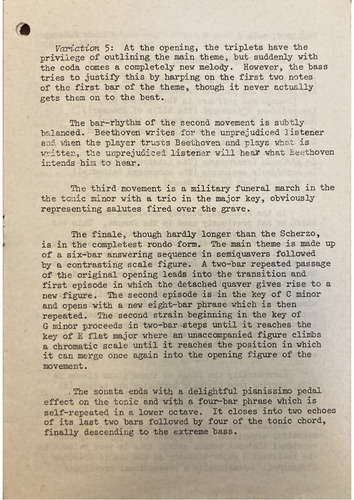 Variation 5: At the opening, the triplets have the
privilege of outlining the main theme, but suddenly with
the coda comes a completely new melody. However, the bass
tries to justify this by harping on the first two notes
of the first bar of the theme, though it never actually
gets them on to the beat.
The bar-rhythm of the second movement is subtly
balanced. Beethoven writes for the unprejudiced listener
and when the player trusts Beethoven and plays what is
written, the unprejudiced listener will hear what Beethoven
intends him to hear.
The third movement is a military funeral march in the
the tonic minor with a trio in the major key, obviously
representing salutes fired over the grave.
The finale, though hardly longer than the Scherzo,
is in the completest rondo form. The main theme is made up
of a six-bar answering sequence in semiquavers followed
by a contrasting scale figure. A two-bar repeated passage
of the original opening leads into the transition and
first episode in which the detached quaver gives rise to a
new figure. The second episode is in the key of C minor
and opens with a new eight-bar phrase which is then
repeated. The second strain beginning in the key of
G minor proceeds in two-bar steps until it reaches the
key of E flat major where an unaccompanied figure climbs
a chromatic scale until it reaches the position in which
it can merge once again into the opening figure of the
movement.
The sonata ends with a delightful pianissimo pedal
effect on the tonic and with a four-bar phrase which is
self-repeated in a lower octave. It closes into two echoes
of its last two bars followed by four of the tonic chord,
finally descending to the extreme bass.